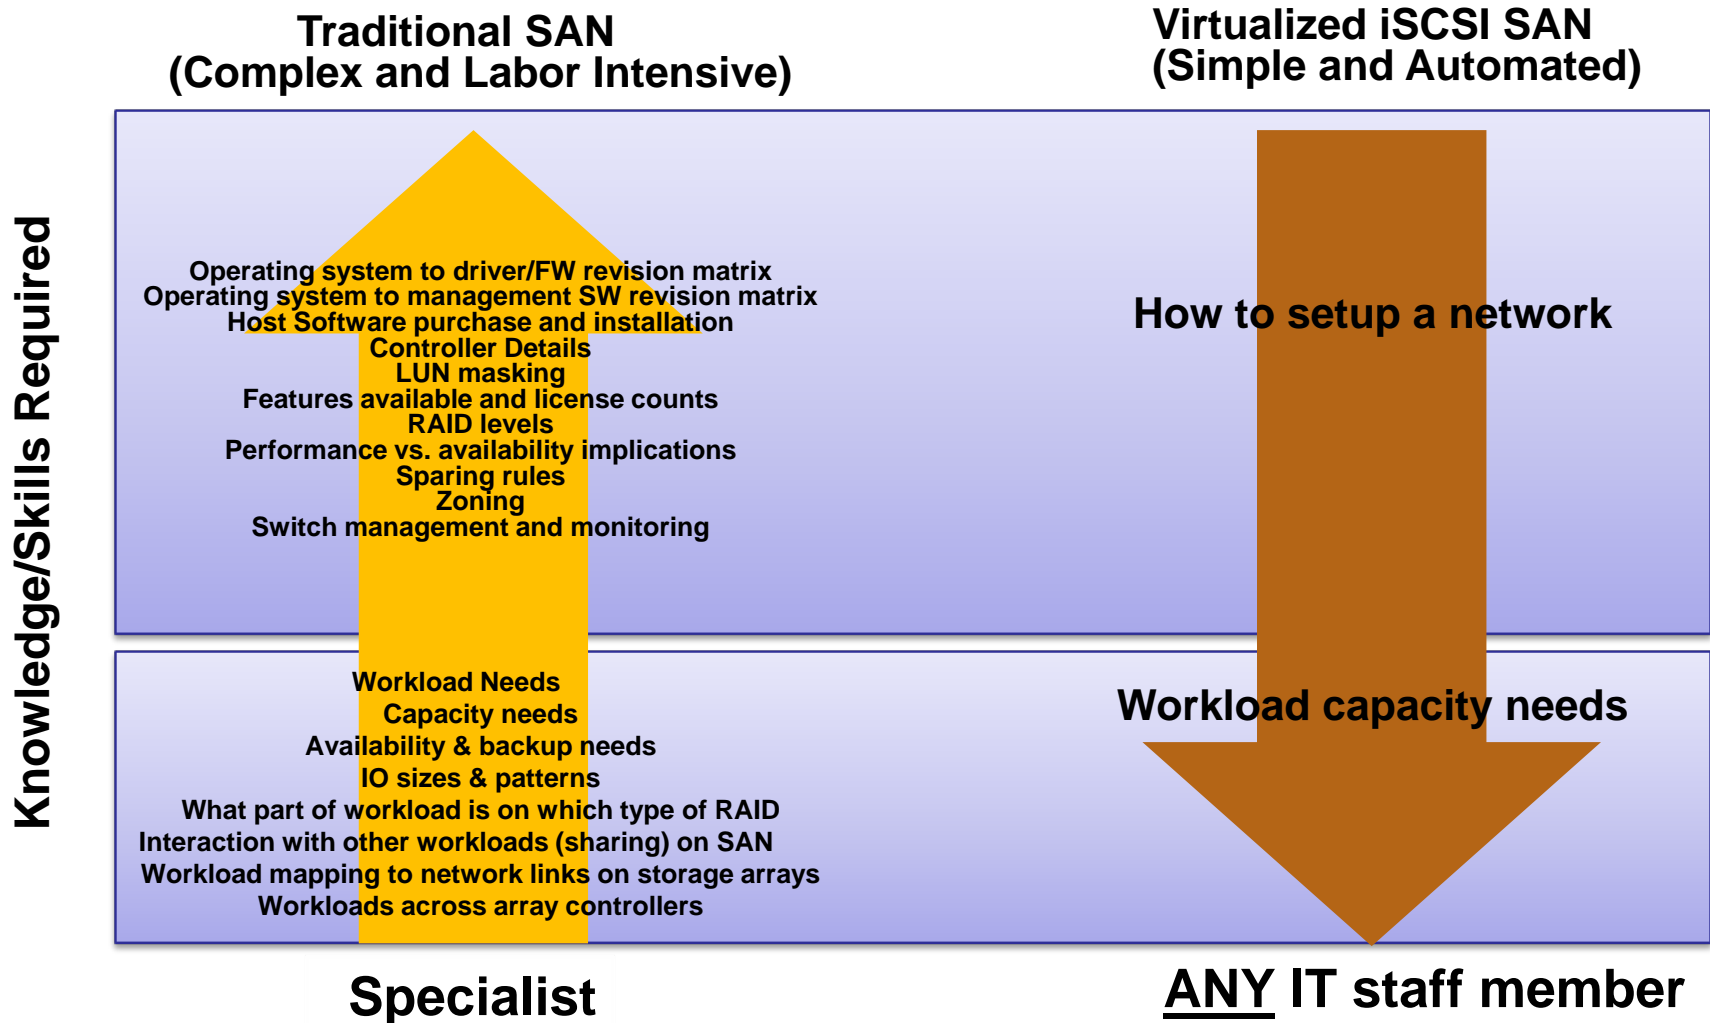 Traditional SAN
(Complex and Labor Intensive)
Virtualized iSCSI SAN
(Simple and Automated)
Knowledge/Skills Required
Operating system to driver/FW revision matrix
Operating system to management SW revision matrix
Host Software purchase and installation
Controller Details
LUN masking
Features available and license counts
RAID levels
Performance vs. availability implications
Sparing rules
Zoning
Switch management and monitoring
How to setup a network
Workload Needs
Capacity needs
Availability & backup needs
IO sizes & patterns
What part of workload is on which type of RAID
Interaction with other workloads (sharing) on SAN
Workload mapping to network links on storage arrays
Workloads across array controllers
Workload capacity needs
Specialist
ANY IT staff member